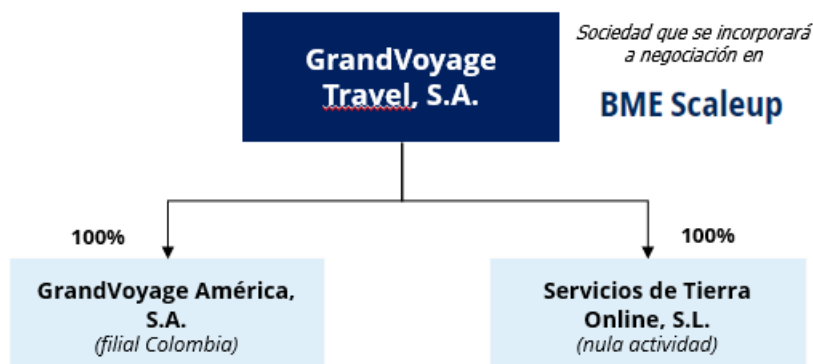 GrandVoyage
Travel, S.A.
Sociedad que se incorporará
a negociación en
BME Scaleup
100%
100%
GrandVoyage América,
S.A.
(filial Colombia)
Servicios de Tierra
Online, S.L.
(nula actividad)